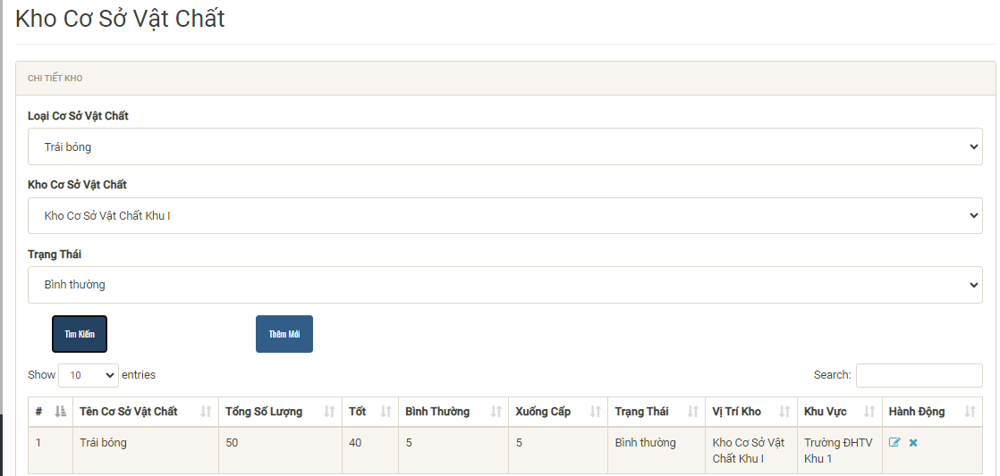 Kho Cơ Sở Vật Chất
CHI TIẾT KHO
Loại Cơ Sở Vật Chất
Trái bóng
Kho Cơ Sở Vật Chất
Kho Cơ Sở Vật Chất Khu I
Trạng Thái
Bình thường
Tìm Kiếm Thêm Mới
Show 10 entries Search:
# Tên Cơ Sở Vật Chất Tổng Số Lượng Tốt Bình Thường Xuống Cấp Trạng Thái Vị Trí Kho Khu Vực Hành Động
1 Trái bóng 50 40 5 5 Bình thường Kho Cơ Sở Vật Trường ĐHTV
Chất Khu I Khu 1